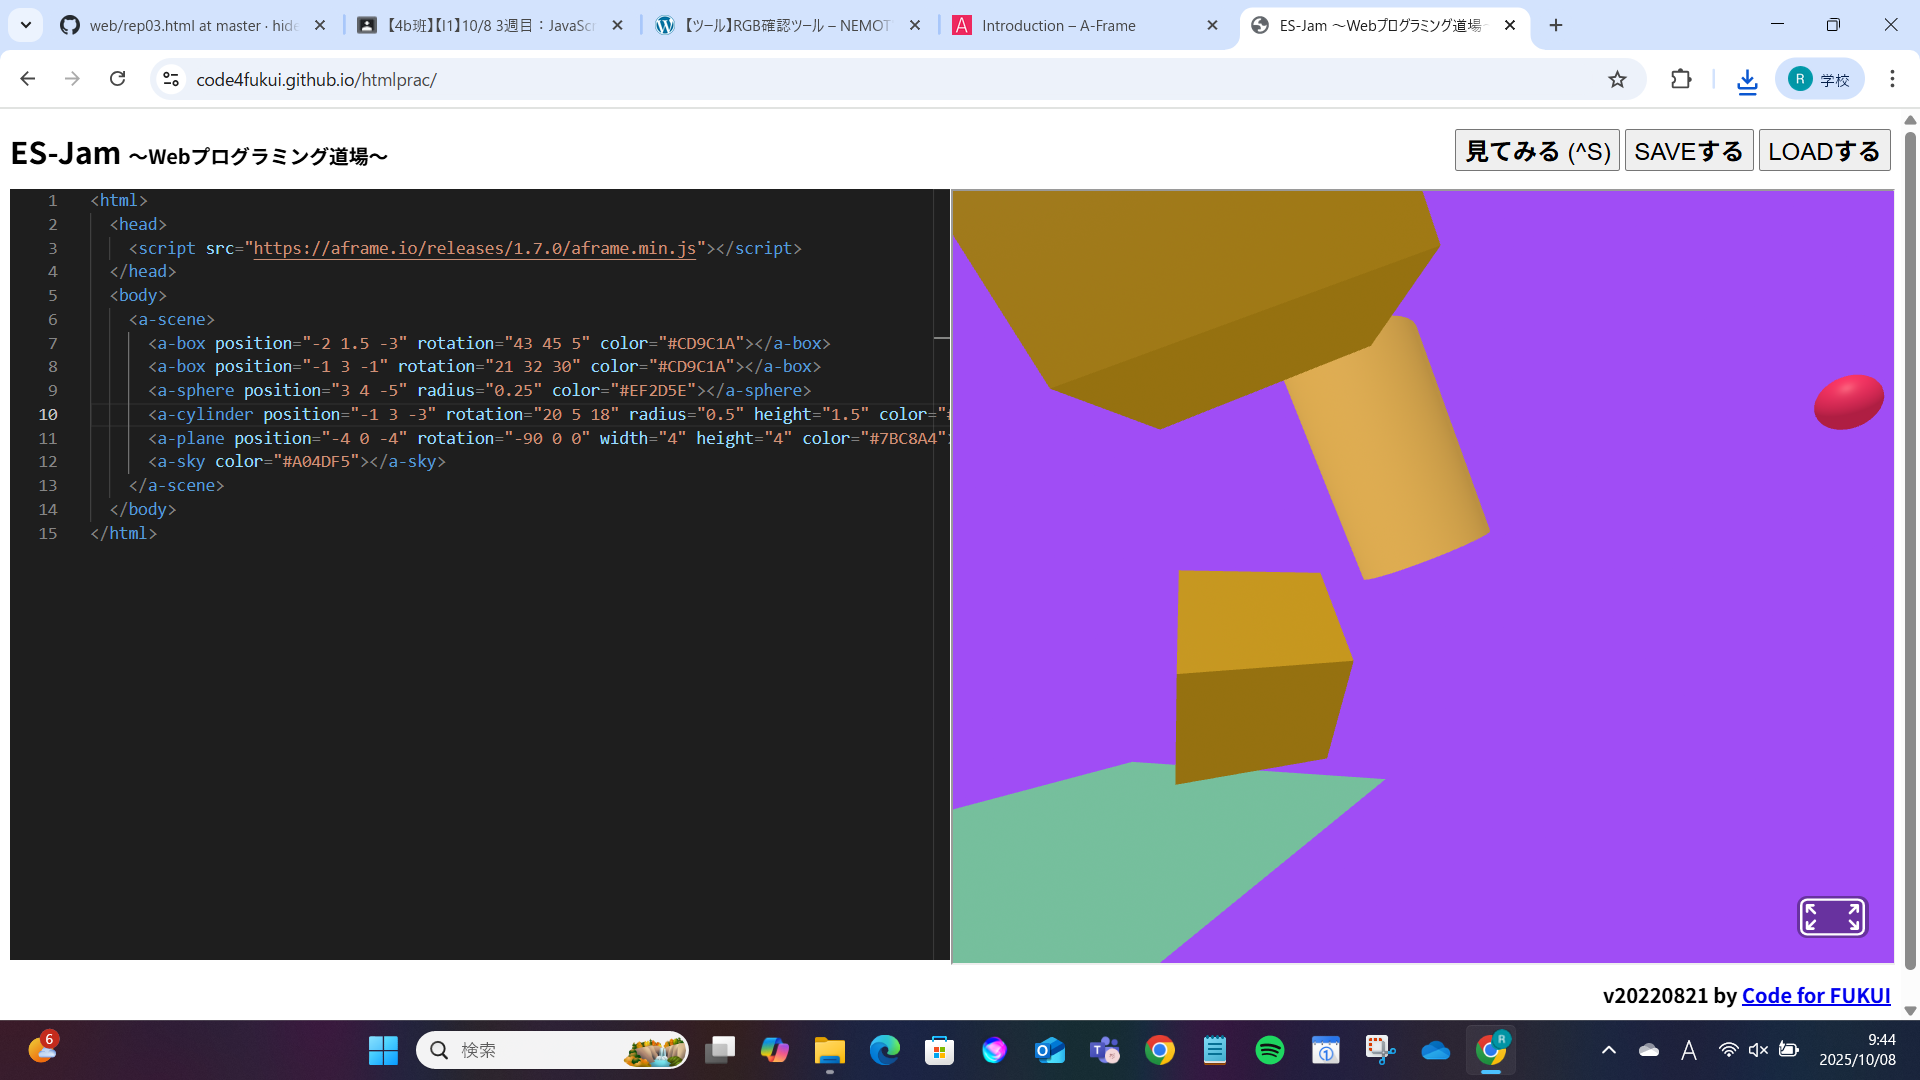 web/rep03.html at master · hide
【4b班】【I1】10/8 3週目：JavaScr
【ツール】RGB確認ツール – NEMOT
Introduction – A-Frame
ES-Jam ～Webプログラミング道場～
code4fukui.github.io/htmlprac/
R 学校
ES-Jam ～Webプログラミング道場～
見てみる (^S)
SAVEする
LOADする
1 <html>
2 <head>
3 <script src="https://aframe.io/releases/1.7.0/aframe.min.js"></script>
4 </head>
5 <body>
6 <a-scene>
7 <a-box position="-2 1.5 -3" rotation="43 45 5" color="#CD9C1A"></a-box>
8 <a-box position="-1 3 -1" rotation="21 32 30" color="#CD9C1A"></a-box>
9 <a-sphere position="3 4 -5" radius="0.25" color="#EF2D5E"></a-sphere>
10 <a-cylinder position="-1 3 -3" rotation="20 5 18" radius="0.5" height="1.5" color="#
11 <a-plane position="-4 0 -4" rotation="-90 0 0" width="4" height="4" color="#7BC8A4">
12 <a-sky color="#A04DF5"></a-sky>
13 </a-scene>
14 </body>
15 </html>
v20220821 by Code for FUKUI
6
検索
A
9:44
2025/10/08